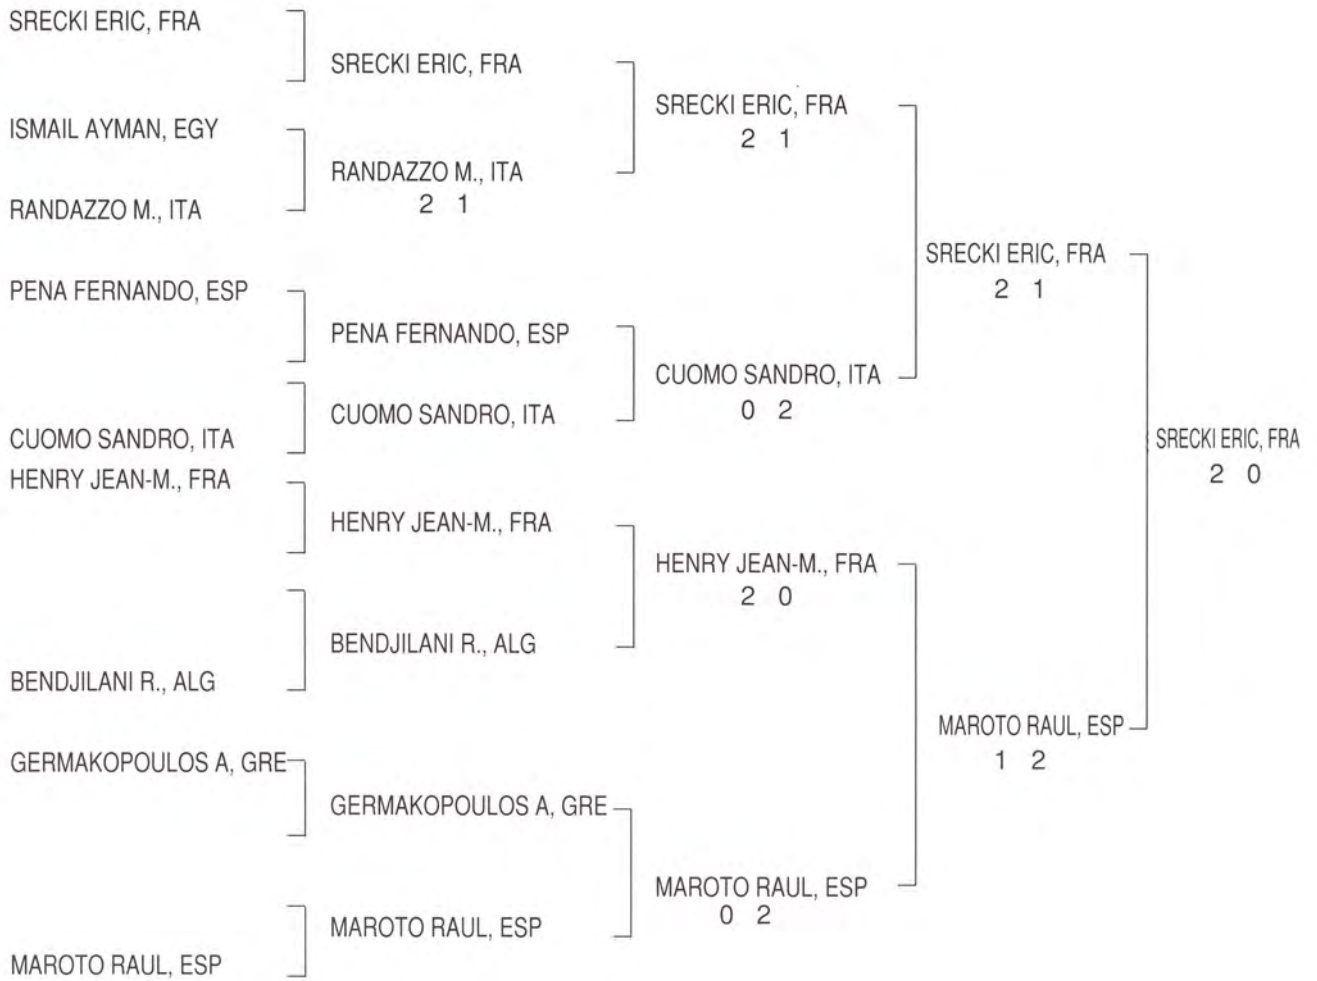 SRECKI ERIC, FRA
ISMAIL AYMAN, EGY
RANDAZZO M., ITA
PENA FERNANDO, ESP
CUOMO SANDRO, ITA
HENRY JEAN-M., FRA
BENDJILANI R., ALG
GERMAKOPOULOS A, GRE
MAROTO RAUL, ESP
SRECKI ERIC, FRA
RANDAZZO M., ITA
2 1
PENA FERNANDO, ESP
CUOMO SANDRO, ITA
HENRY JEAN-M., FRA
BENDJILANI R., ALG
GERMAKOPOULOS A, GRE
MAROTO RAUL, ESP
SRECKI ERIC, FRA
2 1
CUOMO SANDRO, ITA
0 2
HENRY JEAN-M., FRA
2 0
MAROTO RAUL, ESP
0 2
SRECKI ERIC, FRA
2 1
MAROTO RAUL, ESP
1 2
SRECKI ERIC, FRA
2 0